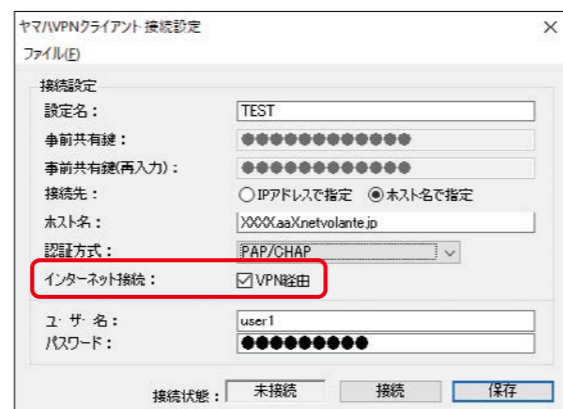 ヤマハVPNクライアント 接続設定
ファイル(F)
接続設定
設定名： TEST
事前共有鍵： ●●●●●●●●●●●●
事前共有鍵(再入力)： ●●●●●●●●●●●●
接続先： IPアドレスで指定 ホスト名で指定
ホスト名： XXXX.aaX.netvolante.jp
認証方式： PAP/CHAP
インターネット接続： VPN経由
ユーザー名： user1
パスワード： ●●●●●●●●●
接続状態： 未接続 接続 保存